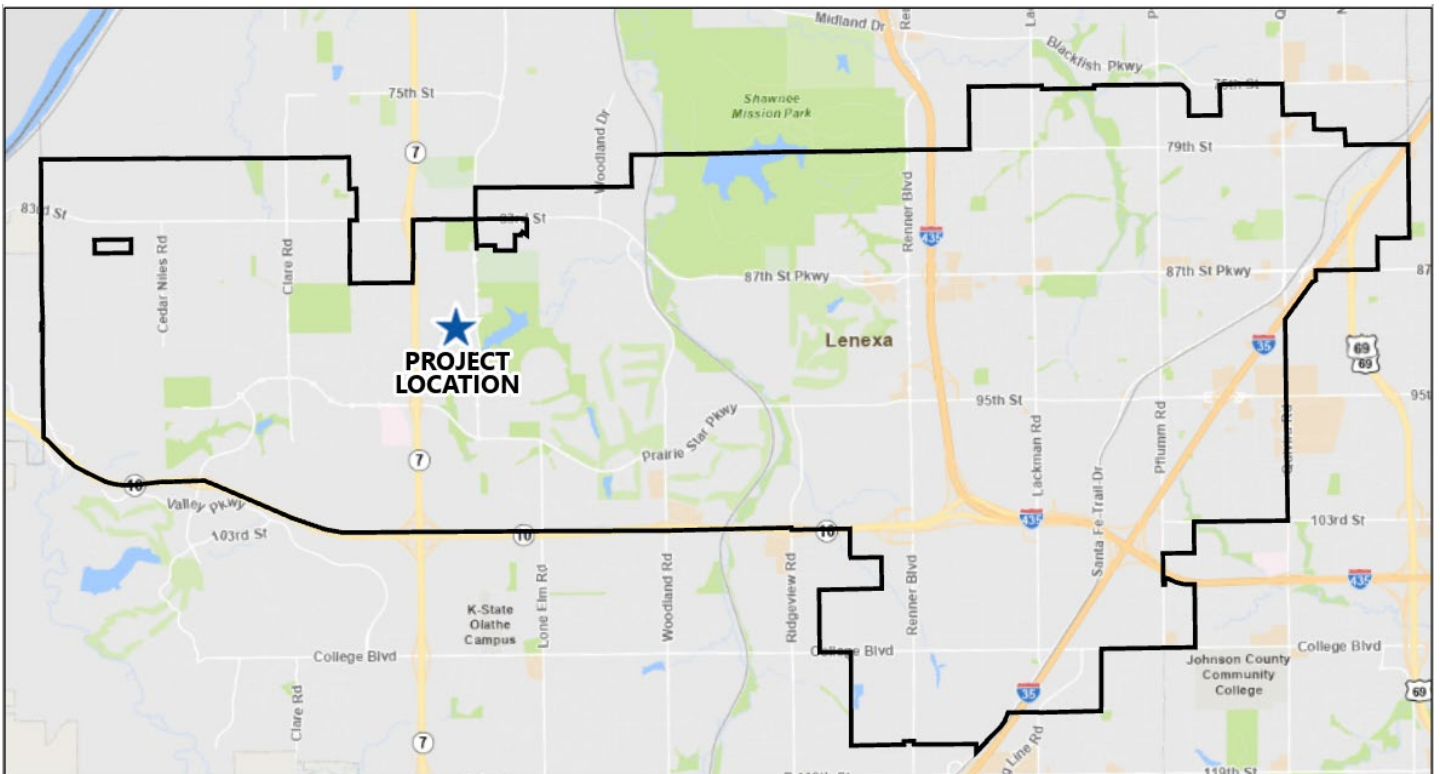 Midland Dr
Blackfish Pkwy
75th St
75th St
Shawnee
Mission Park
Woodland Dr
7
79th St
83rd St
83rd St
Renner Blvd
435
Cedar Niles Rd
Clare Rd
87th St Pkwy
87th St Pkwy
87
Lenexa
35
69
69
PROJECT
LOCATION
95th St
95t
Prairie Star Pkwy
Lackman Rd
Pflumm Rd
Quivira Rd
7
10
Valley Pkwy
103rd St
10
10
435
103rd St
Santa Fe Trail Dr
435
K-State
Olathe
Campus
Lone Elm Rd
Woodland Rd
Ridgeview Rd
Renner Blvd
College Blvd
College Blvd
College Blvd
Johnson County
Community
College
Clare Rd
35
69
7
119th St